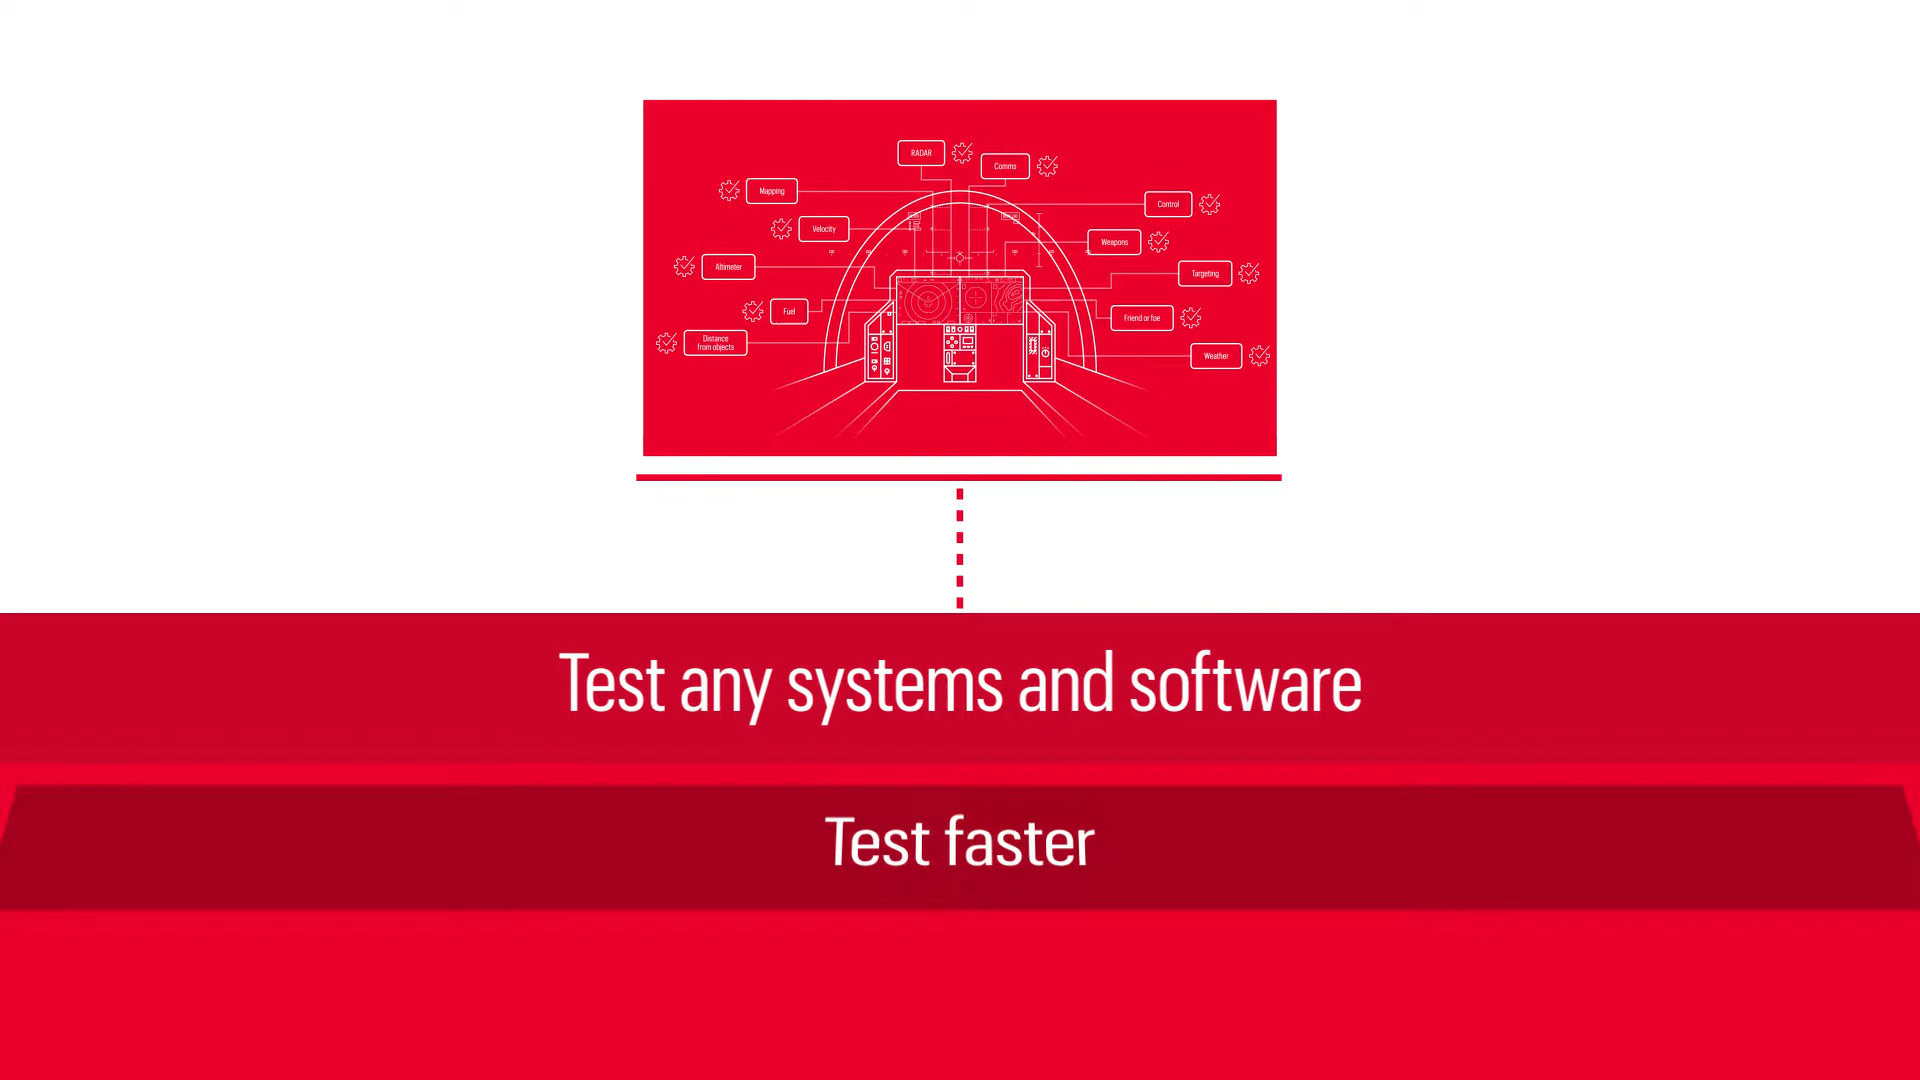 RADAR
Comms
Mapping
Control
Velocity
Weapons
Altimeter
Targeting
Fuel
Friend or foe
Distance
from objects
Weather
Test any systems and software
Test faster